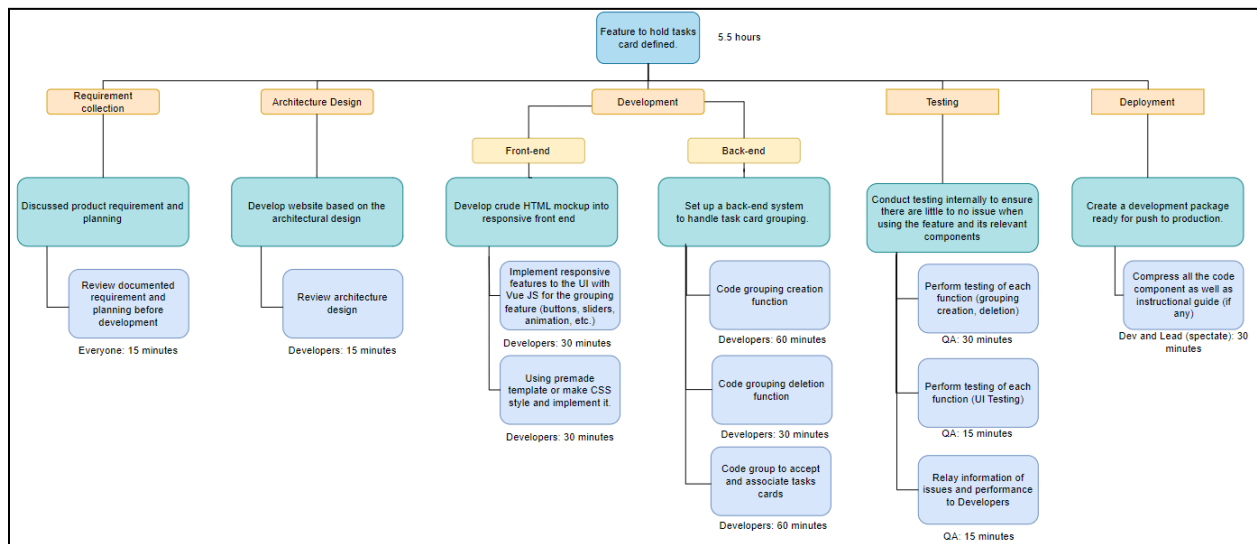 Feature to hold tasks
card defined.
5.5 hours
Requirement
collection
Architecture Design
Development
Testing
Deployment
Front-end
Back-end
Discussed product requirement and
planning
Develop website based on the
architectural design
Develop crude HTML mockup into
responsive front end
Set up a back-end system
to handle task card grouping.
Conduct testing internally to ensure
there are little to no issue when
using the feature and its relevant
components
Create a development package
ready for push to production.
Review documented
requirement and
planning before
development
Everyone: 15 minutes
Review architecture
design
Developers: 15 minutes
Implement responsive
features to the UI with
Vue JS for the grouping
feature (buttons, sliders,
animation, etc.)
Developers: 30 minutes
Using premade
template or make CSS
style and implement it.
Developers: 30 minutes
Code grouping creation
function
Developers: 60 minutes
Code grouping deletion
function
Developers: 30 minutes
Code group to accept
and associate tasks
cards
Developers: 60 minutes
Perform testing of each
function (grouping
creation, deletion)
QA: 30 minutes
Perform testing of each
function (UI Testing)
QA: 15 minutes
Relay information of
issues and performance
to Developers
QA: 15 minutes
Compress all the code
component as well as
instructional guide (if
any)
Dev and Lead (spectate): 30
minutes